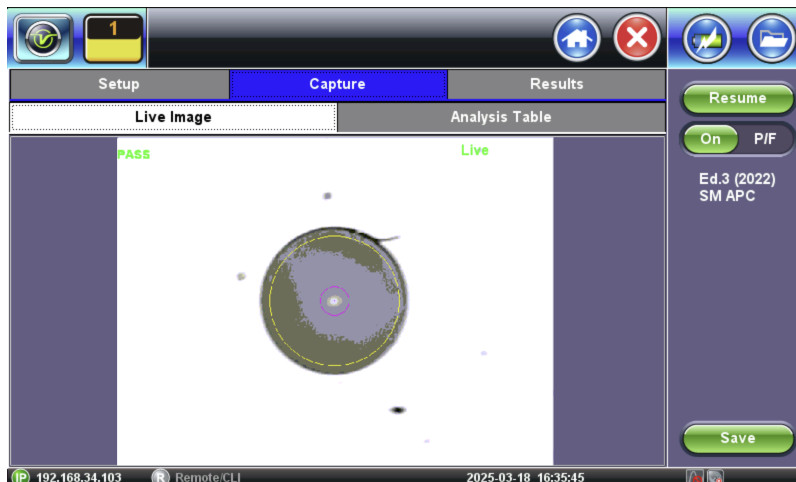 1
Setup
Capture
Results
Live Image
Analysis Table
PASS
Live
Resume
On
P/F
Ed.3 (2022)
SM APC
Save
IP 192.168.34.103
R Remote/CLI
2025-03-18 16:35:45